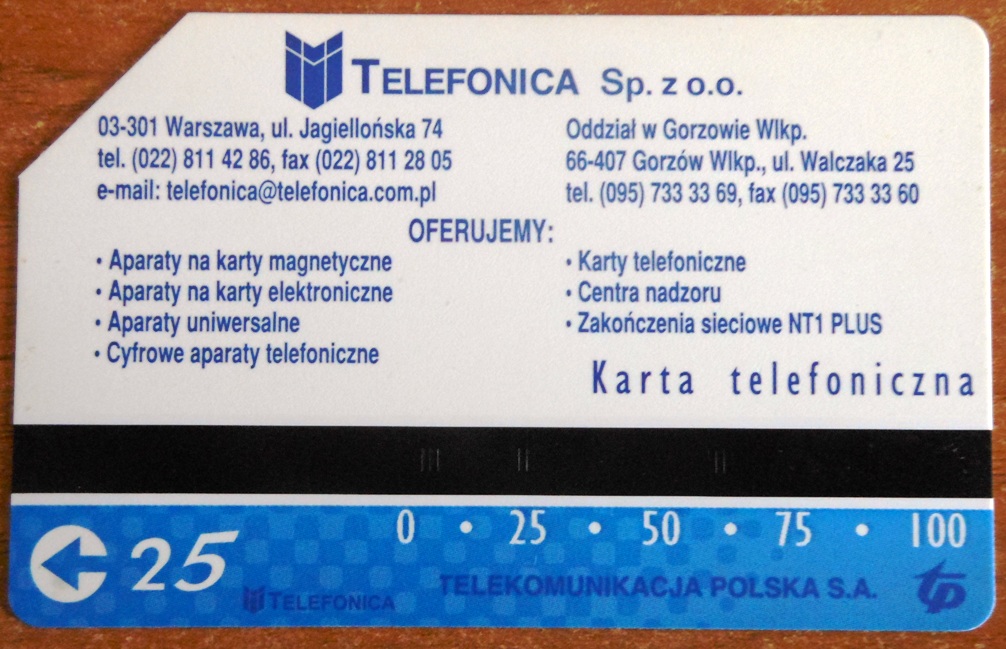 TELEFONICA Sp. z o.o.
03-301 Warszawa, ul. Jagiellońska 74
tel. (022) 811 42 86, fax (022) 811 28 05
e-mail: telefonica@telefonica.com.pl
Oddział w Gorzowie Wlkp.
66-407 Gorzów Wlkp., ul. Walczaka 25
tel. (095) 733 33 69, fax (095) 733 33 60
OFERUJEMY:
• Aparaty na karty magnetyczne
• Aparaty na karty elektroniczne
• Aparaty uniwersalne
• Cyfrowe aparaty telefoniczne
• Karty telefoniczne
• Centra nadzoru
• Zakończenia sieciowe NT1 PLUS
Karta telefoniczna
0 • 25 • 50 • 75 • 100
25
TELEFONICA
TELEKOMUNIKACJA POLSKA S.A.
tp